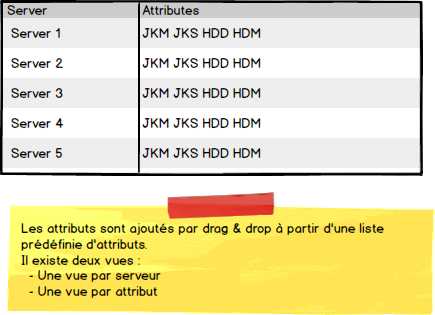 Server Attributes
Server 1 JKM JKS HDD HDM
Server 2 JKM JKS HDD HDM
Server 3 JKM JKS HDD HDM
Server 4 JKM JKS HDD HDM
Server 5 JKM JKS HDD HDM
Les attributs sont ajoutés par drag & drop à partir d'une liste
prédéfinie d'attributs.
Il existe deux vues :
- Une vue par serveur
- Une vue par attribut